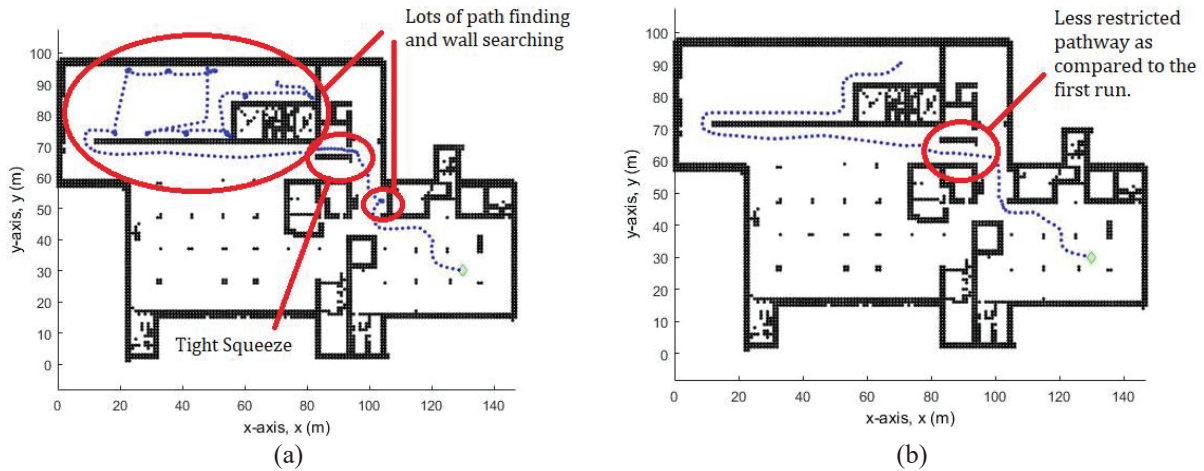 Lots of path finding
and wall searching
100
90
80
70
60
50
40
30
20
10
0
y-axis, y (m)
Tight Squeeze
0
20
40
60
80
100
120
140
x-axis, x (m)
(a)
Less restricted
pathway as
compared to the
first run.
100
90
80
70
60
50
40
30
20
10
0
y-axis, y (m)
0
20
40
60
80
100
120
140
x-axis, x (m)
(b)